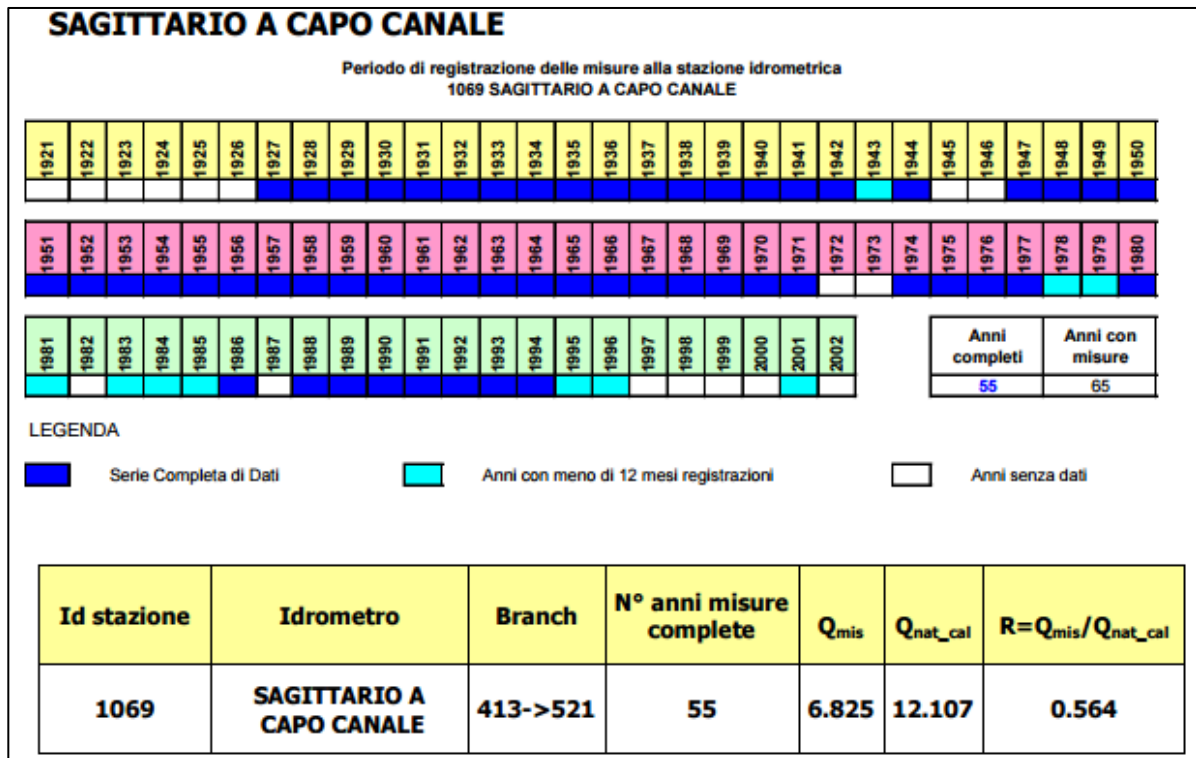 SAGITTARIO A CAPO CANALE
Periodo di registrazione delle misure alla stazione idrometrica
1069 SAGITTARIO A CAPO CANALE
1921 1922 1923 1924 1925 1926 1927 1928 1929 1930 1931 1932 1933 1934 1935 1936 1937 1938 1939 1940 1941 1942 1943 1944 1945 1946 1947 1948 1949 1950
1951 1952 1953 1954 1955 1956 1957 1958 1959 1960 1961 1962 1963 1964 1965 1966 1967 1968 1969 1970 1971 1972 1973 1974 1975 1976 1977 1978 1979 1980
1981 1982 1983 1984 1985 1986 1987 1988 1989 1990 1991 1992 1993 1994 1995 1996 1997 1998 1999 2000 2001 2002
Anni completi Anni con misure
55 65
LEGENDA
Serie Completa di Dati Anni con meno di 12 mesi registrazioni Anni senza dati
Id stazione Idrometro Branch N° anni misure complete Qmis Qnat_cal R=Qmis/Qnat_cal
1069 SAGITTARIO A CAPO CANALE 413->521 55 6.825 12.107 0.564